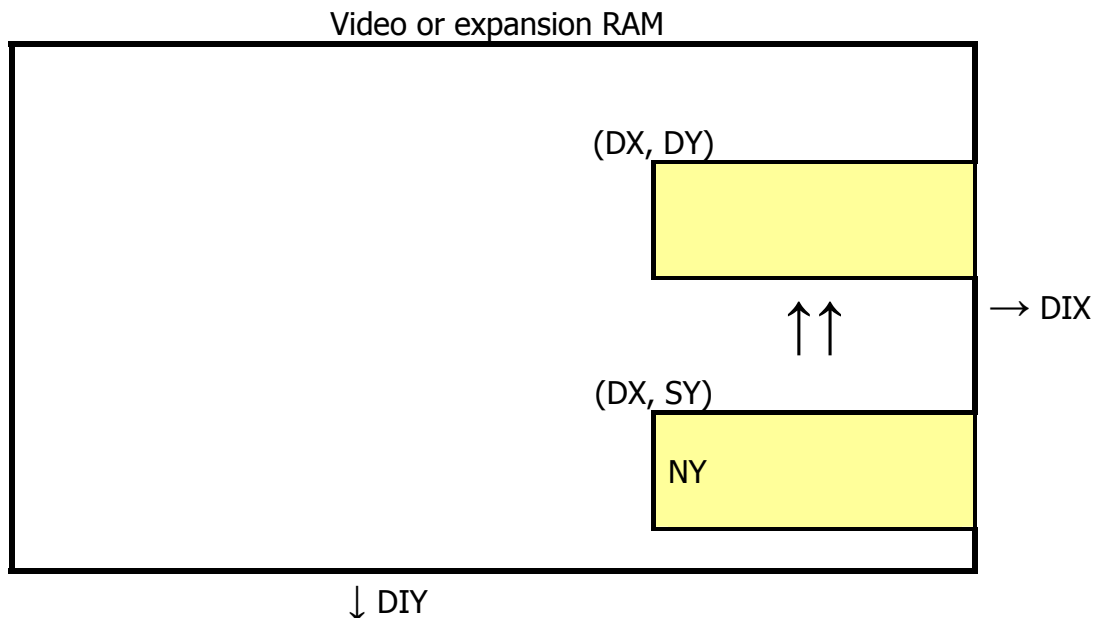 Video or expansion RAM
(DX, DY)
→ DIX
(DX, SY)
NY
↓ DIY